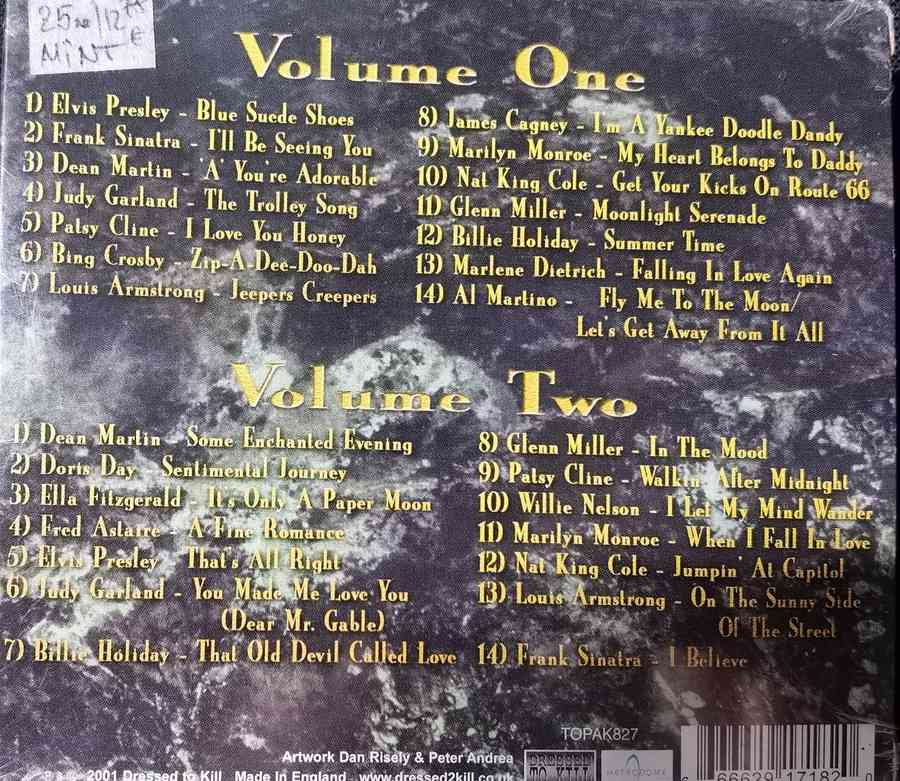 25 12 €
MINT
Volume One
1) Elvis Presley - Blue Suede Shoes
2) Frank Sinatra - I'll Be Seeing You
3) Dean Martin - 'A' You're Adorable
4) Judy Garland - The Trolley Song
5) Patsy Cline - I Love You Honey
6) Bing Crosby - Zip-A-Dee-Doo-Dah
7) Louis Armstrong - Jeepers Creepers
8) James Cagney - I'm A Yankee Doodle Dandy
9) Marilyn Monroe - My Heart Belongs To Daddy
10) Nat King Cole - Get Your Kicks On Route 66
11) Glenn Miller - Moonlight Serenade
12) Billie Holiday - Summer Time
13) Marlene Dietrich - Falling In Love Again
14) Al Martino - Fly Me To The Moon/
Let's Get Away From It All
Volume Two
1) Dean Martin - Some Enchanted Evening
2) Doris Day - Sentimental Journey
3) Ella Fitzgerald - It's Only A Paper Moon
4) Fred Astaire - A Fine Romance
5) Elvis Presley That's All Right
6) Judy Garland - You Made Me Love You
(Dear Mr. Gable)
7) Billie Holiday - That Old Devil Called Love
8) Glenn Miller - In The Mood
9) Patsy Cline - Walkin' After Midnight
10) Willie Nelson - I Let My Mind Wander
11) Marilyn Monroe - When I Fall In Love
12) Nat King Cole - Jumpin' At Capitol
13) Louis Armstrong - On The Sunny Side
Of The Street
14) Frank Sinatra - I Believe
TOPAK827
Artwork Dan Risely & Peter Andrea
2001 Dressed to Kill Made In England www.dressed2kill.co.uk
DRESSED TO KILL
METRODOME